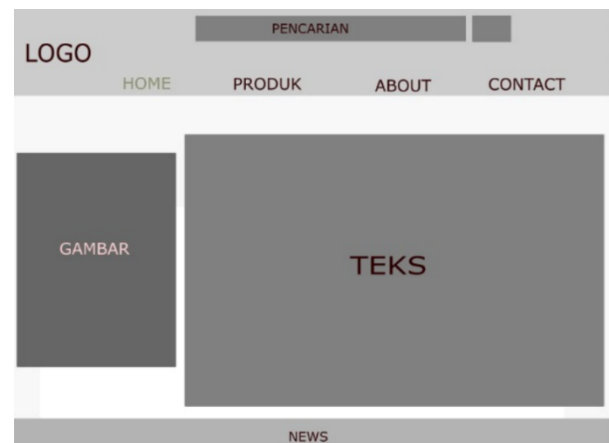 PENCARIAN
LOGO
HOME PRODUK ABOUT CONTACT
GAMBAR
TEKS
NEWS